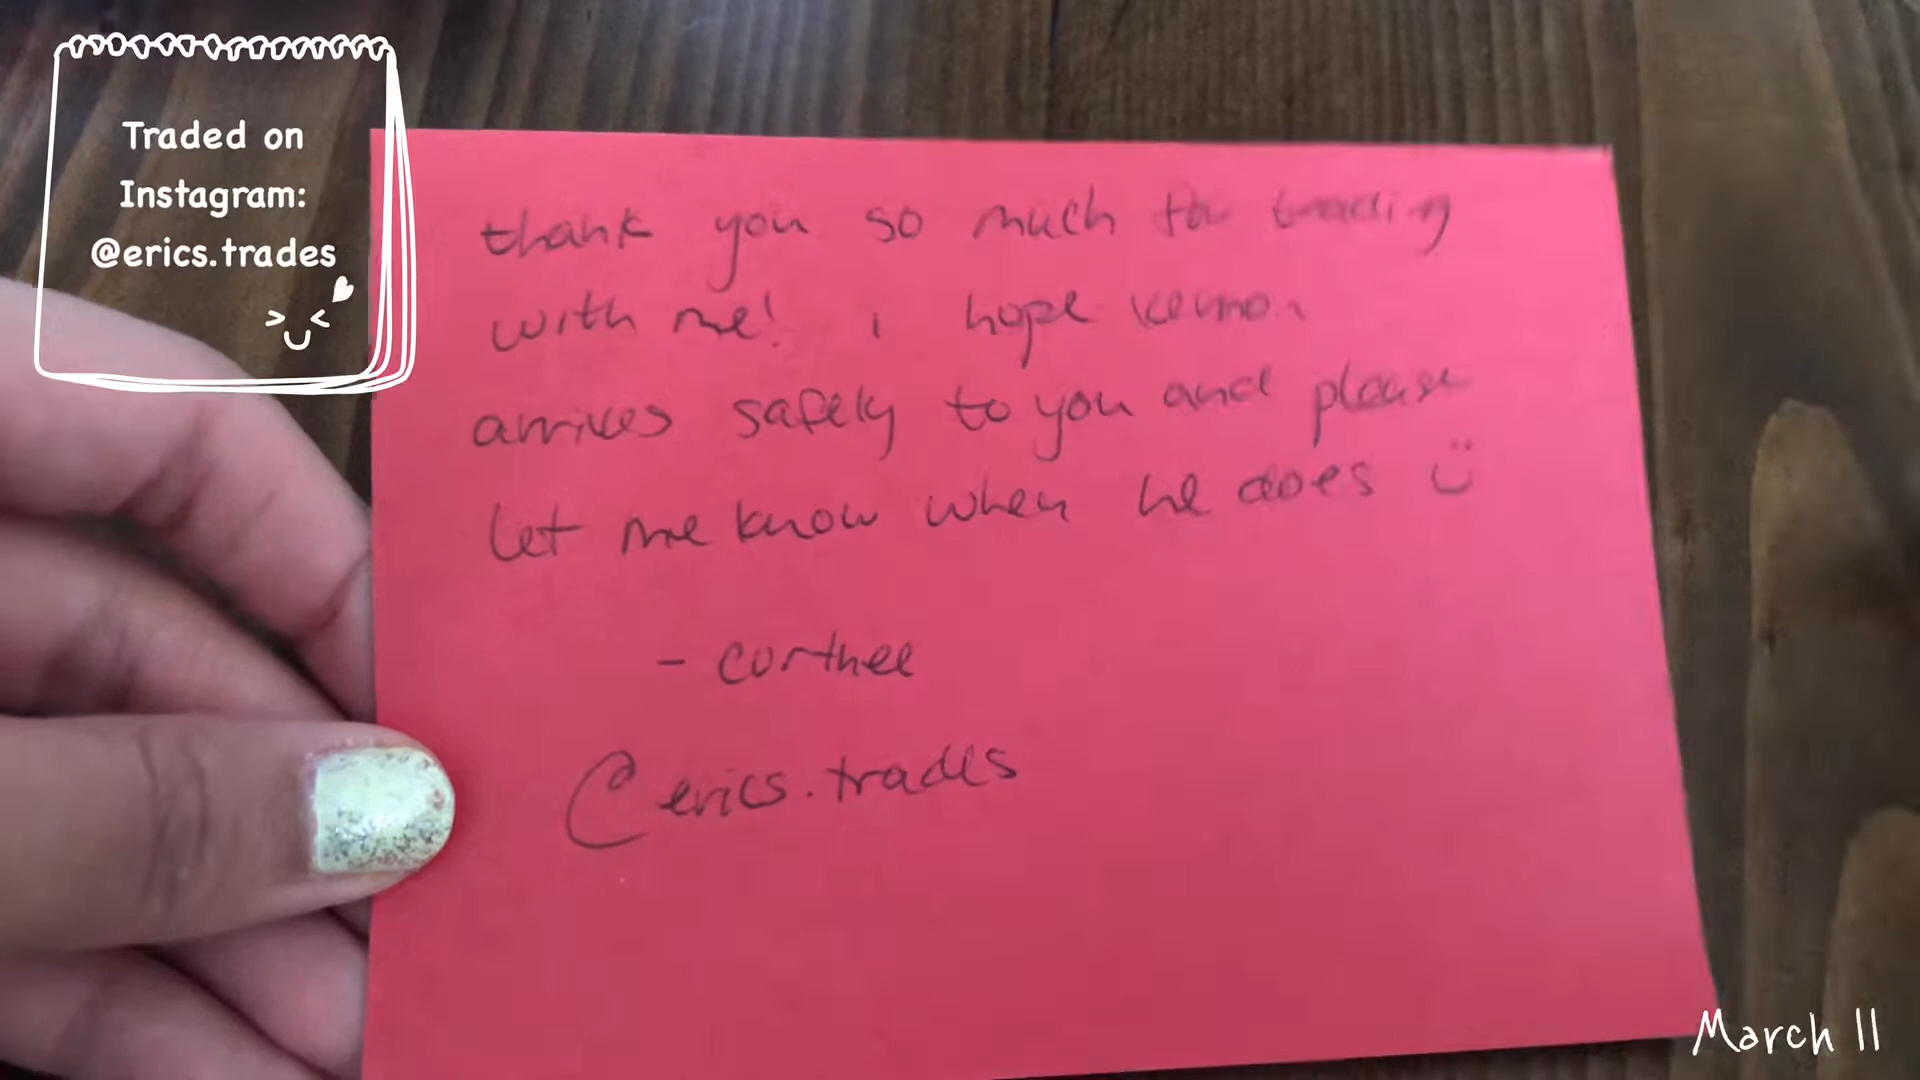 Traded on
Instagram:
@erics.trades
thank you so much for trading
with me! i hope
arrives safely to you and please
let me know when he does
- corthee
@erics.trades
March 11